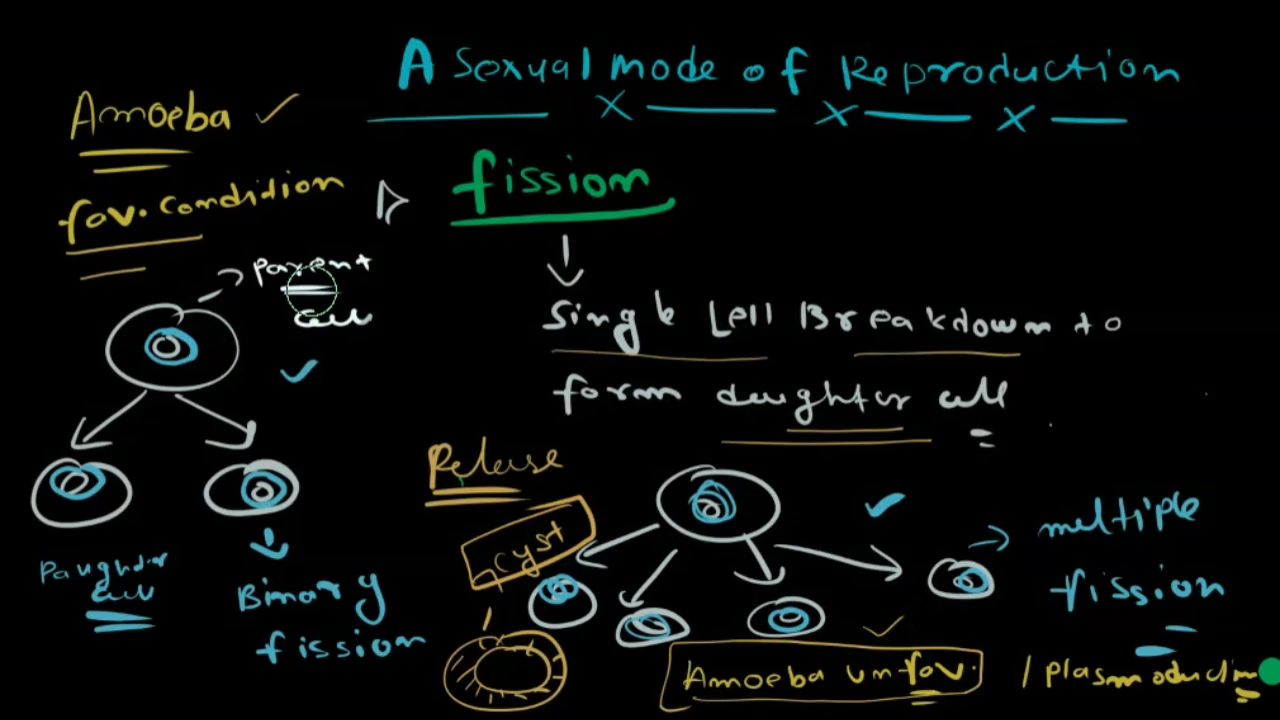 A Sexual mode of Reproduction
Amoeba
fav. condition
fission
Parent
cell
Single Cell Breakdown to
form daughter cell
Release
cyst
Daughter
cell
Binary
fission
multiple
fission
Amoeba unfav. / plasmodium